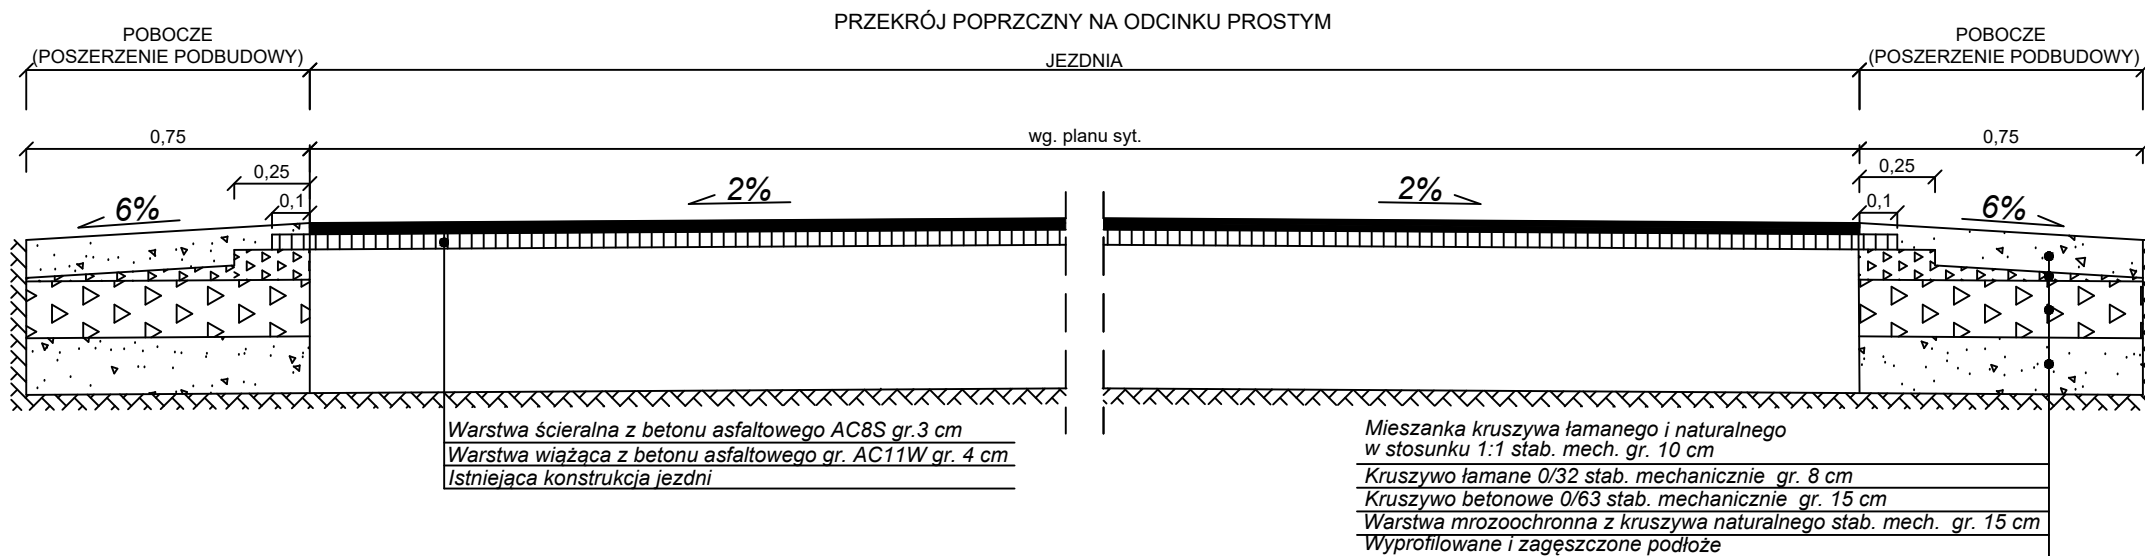 PRZEKRÓJ POPRZCZNY NA ODCINKU PROSTYM
POBOCZE
(POSZERZENIE PODBUDOWY)
JEZDNIA
POBOCZE
(POSZERZENIE PODBUDOWY)
0,75
wg. planu syt.
0,75
0,25
0,25
0,1
0,1
6%
2%
2%
6%
Warstwa ścieralna z betonu asfaltowego AC8S gr.3 cm
Warstwa wiążąca z betonu asfaltowego gr. AC11W gr. 4 cm
Istniejąca konstrukcja jezdni
Mieszanka kruszywa łamanego i naturalnego
w stosunku 1:1 stab. mech. gr. 10 cm
Kruszywo łamane 0/32 stab. mechanicznie gr. 8 cm
Kruszywo betonowe 0/63 stab. mechanicznie gr. 15 cm
Warstwa mrozoochronna z kruszywa naturalnego stab. mech. gr. 15 cm
Wyprofilowane i zagęszczone podłoże